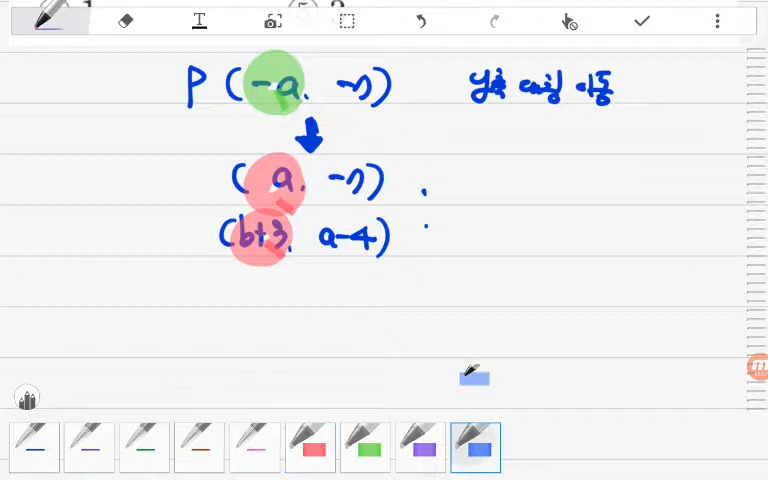 P(-a, -7) y축 대칭 이동
(a, -7)
(b+3, a-4)